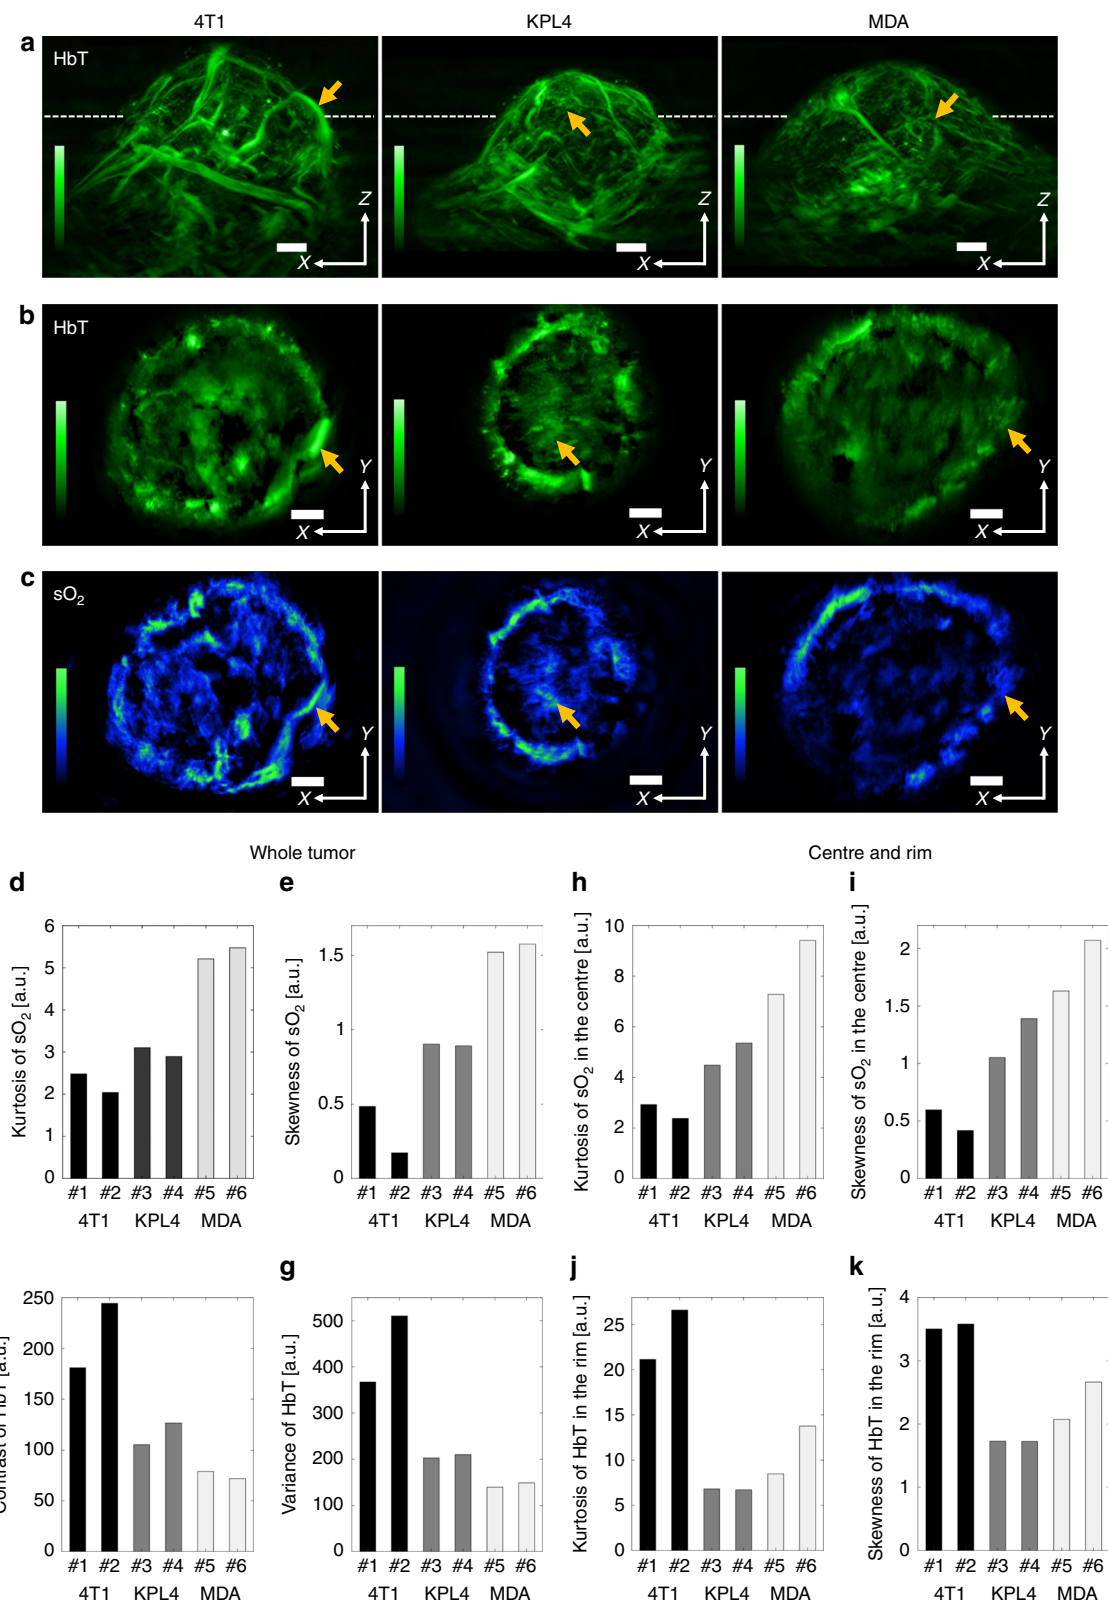 4T1 KPL4 MDA
a
HbT
Z
X
Z
X
Z
X
b
HbT
Y
X
Y
X
Y
X
c
sO2
Y
X
Y
X
Y
X
Whole tumor
Centre and rim
d
Kurtosis of sO2 [a.u.]
6
5
4
3
2
1
0
#1 #2 #3 #4 #5 #6
4T1 KPL4 MDA
e
Skewness of sO2 [a.u.]
1.5
1
0.5
0
#1 #2 #3 #4 #5 #6
4T1 KPL4 MDA
h
Kurtosis of sO2 in the centre [a.u.]
10
8
6
4
2
0
#1 #2 #3 #4 #5 #6
4T1 KPL4 MDA
i
Skewness of sO2 in the centre [a.u.]
2
1.5
1
0.5
0
#1 #2 #3 #4 #5 #6
4T1 KPL4 MDA
Contrast of HbT [a.u.]
250
200
150
100
50
0
#1 #2 #3 #4 #5 #6
4T1 KPL4 MDA
g
Variance of HbT [a.u.]
500
400
300
200
100
0
#1 #2 #3 #4 #5 #6
4T1 KPL4 MDA
j
Kurtosis of HbT in the rim [a.u.]
25
20
15
10
5
0
#1 #2 #3 #4 #5 #6
4T1 KPL4 MDA
k
Skewness of HbT in the rim [a.u.]
4
3
2
1
0
#1 #2 #3 #4 #5 #6
4T1 KPL4 MDA